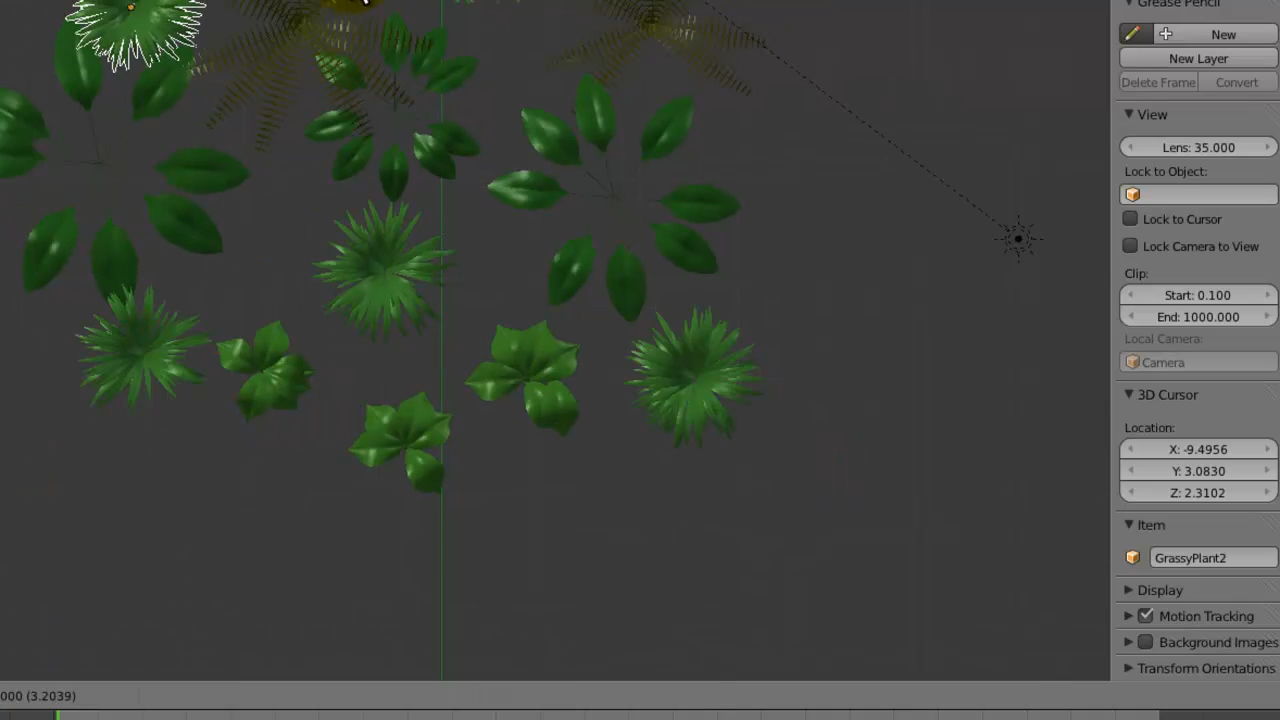 Grease Pencil
New
New Layer
Delete Frame Convert
View
Lens: 35.000
Lock to Object:
Lock to Cursor
Lock Camera to View
Clip:
Start: 0.100
End: 1000.000
Local Camera:
Camera
3D Cursor
Location:
X: -9.4956
Y: 3.0830
Z: 2.3102
Item
GrassyPlant2
Display
Motion Tracking
Background Images
Transform Orientations
000 (3.2039)